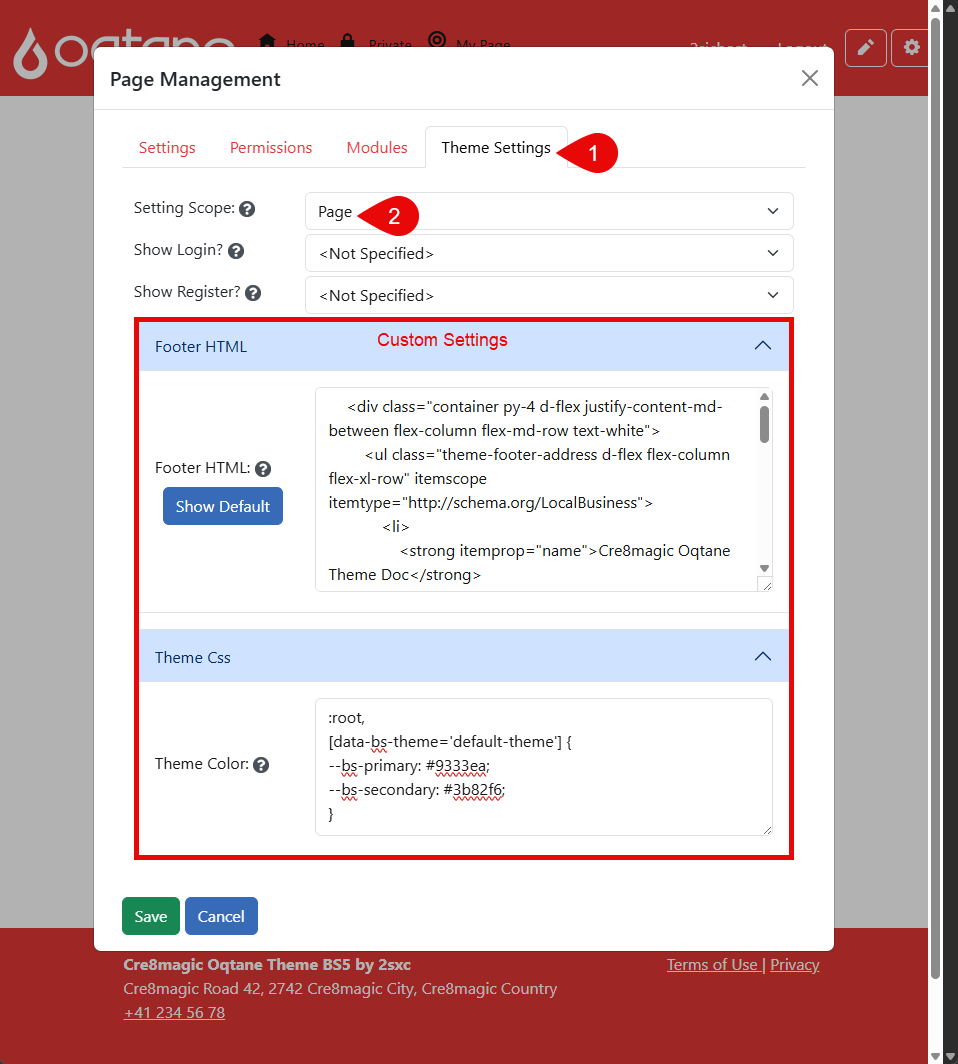 oqtane Home Private My Page 2sicbest Logout
Page Management
Settings Permissions Modules Theme Settings 1
Setting Scope: ? Page 2
Show Login? ? <Not Specified>
Show Register? ? <Not Specified>
Custom Settings
Footer HTML
<div class="container py-4 d-flex justify-content-md-
between flex-column flex-md-row text-white">
<ul class="theme-footer-address d-flex flex-column
flex-xl-row" itemscope
itemtype="http://schema.org/LocalBusiness">
<li>
<strong itemprop="name">Cre8magic Oqtane
Theme Doc</strong>
Footer HTML: ?
Show Default
Theme Css
Theme Color: ?
:root,
[data-bs-theme='default-theme'] {
--bs-primary: #9333ea;
--bs-secondary: #3b82f6;
}
Save Cancel
Cre8magic Oqtane Theme BS5 by 2sxc
Terms of Use | Privacy
Cre8magic Road 42, 2742 Cre8magic City, Cre8magic Country
+41 234 56 78